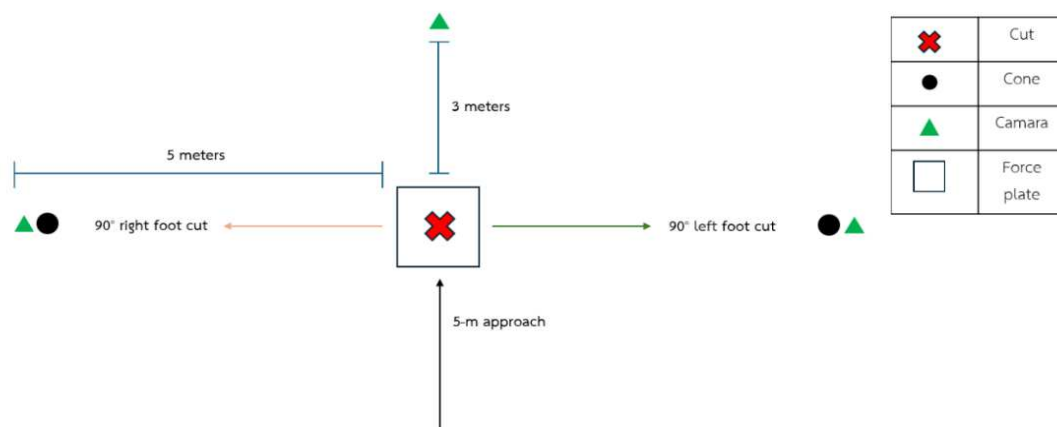 3 meters
5 meters
90° right foot cut
90° left foot cut
5-m approach
Cut
Cone
Camara
Force
plate